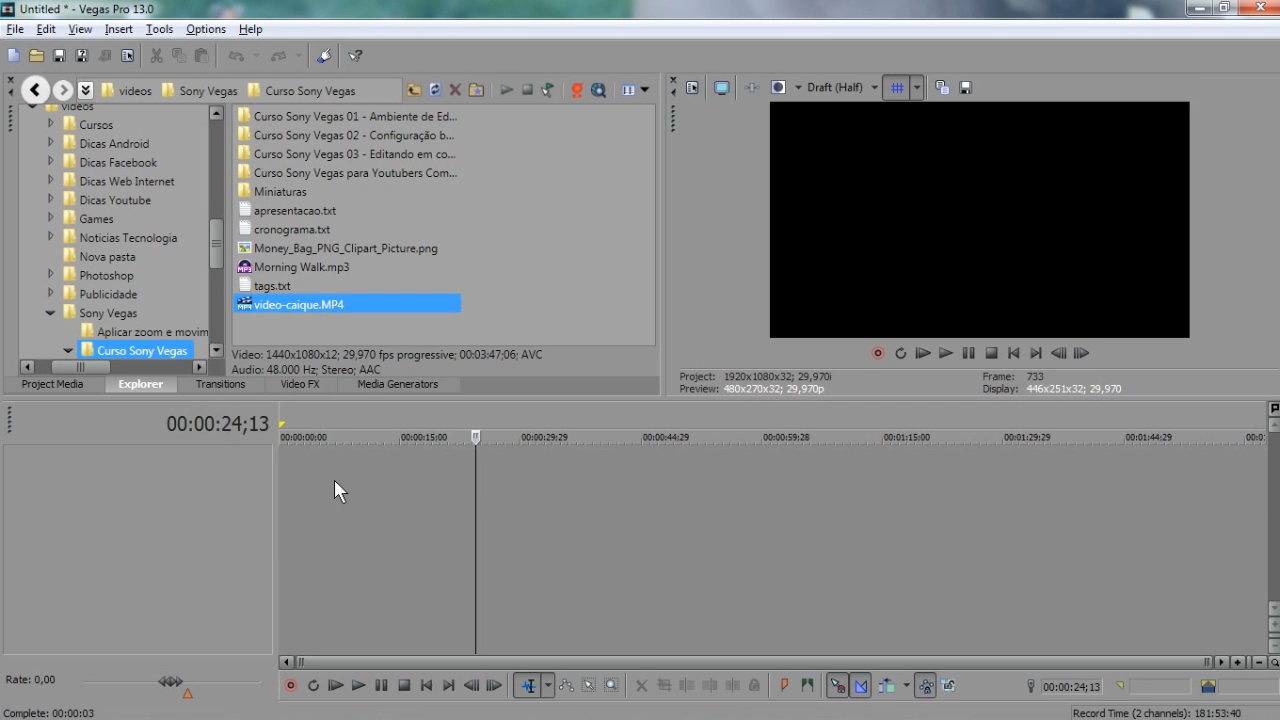 Untitled * - Vegas Pro 13.0
File Edit View Insert Tools Options Help
videos Sony Vegas Curso Sony Vegas
Draft (Half)
videos
Cursos
Dicas Android
Dicas Facebook
Dicas Web Internet
Dicas Youtube
Games
Noticias Tecnologia
Nova pasta
Photoshop
Publicidade
Sony Vegas
Aplicar zoom e movim
Curso Sony Vegas
Curso Sony Vegas 01 - Ambiente de Ed...
Curso Sony Vegas 02 - Configuração b...
Curso Sony Vegas 03 - Editando em co...
Curso Sony Vegas para Youtubers Com...
Miniaturas
apresentacao.txt
cronograma.txt
Money_Bag_PNG_Clipart_Picture.png
MP3 Morning Walk.mp3
tags.txt
MP4 video-caique.MP4
Video: 1440x1080x12; 29,970 fps progressive; 00:03:47;06; AVC
Audio: 48.000 Hz; Stereo; AAC
Project Media Explorer Transitions Video FX Media Generators
Project: 1920x1080x32; 29,970i
Preview: 480x270x32; 29,970p
Frame: 733
Display: 446x251x32; 29,970
00:00:24;13
00:00:00;00 00:00:15;00 00:00:29;29 00:00:44;29 00:00:59;28 00:01:15;00 00:01:29;29 00:01:44;29 00:0
Rate: 0,00
00:00:24;13
Complete: 00:00:03
Record Time (2 channels): 181:53:40